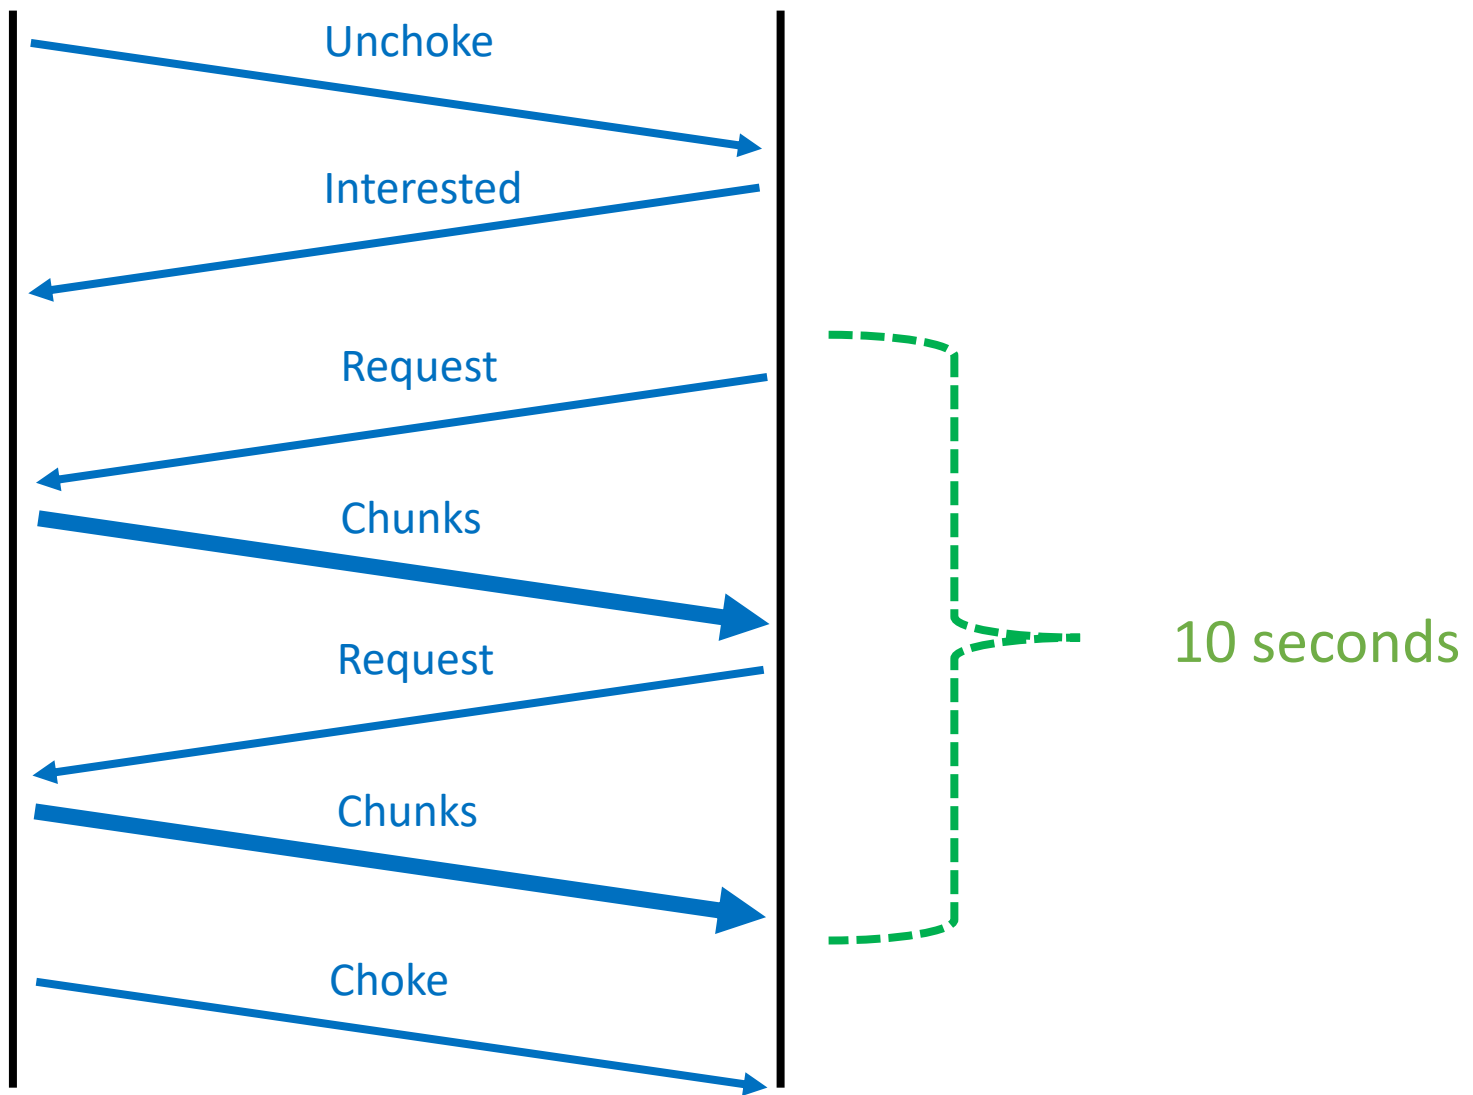 Unchoke
Interested
Request
Chunks
Request
10 seconds
Chunks
Choke